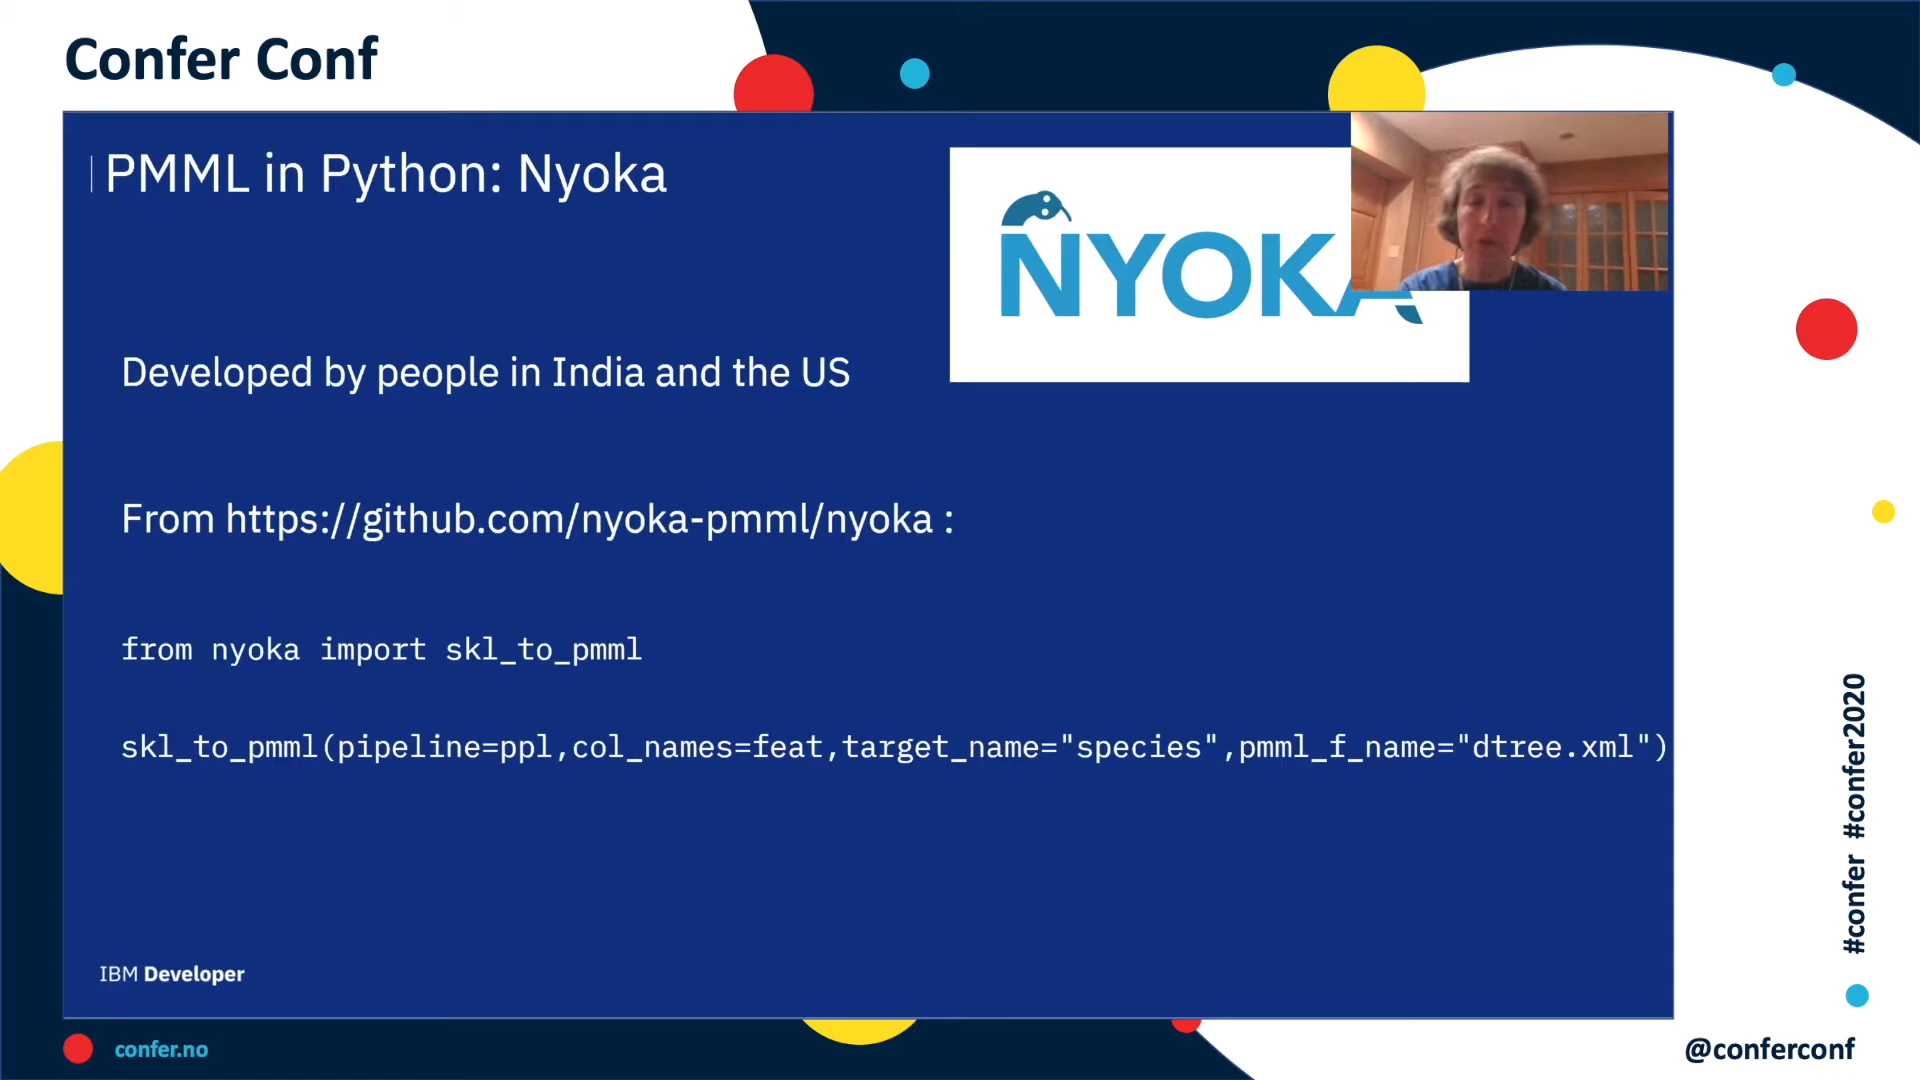 Confer Conf
PMML in Python: Nyoka
NYOKA
Developed by people in India and the US
From https://github.com/nyoka-pmml/nyoka :
from nyoka import skl_to_pmml
skl_to_pmml(pipeline=ppl,col_names=feat,target_name="species",pmml_f_name="dtree.xml")
IBM Developer
#confer #confer2020
confer.no
@conferconf